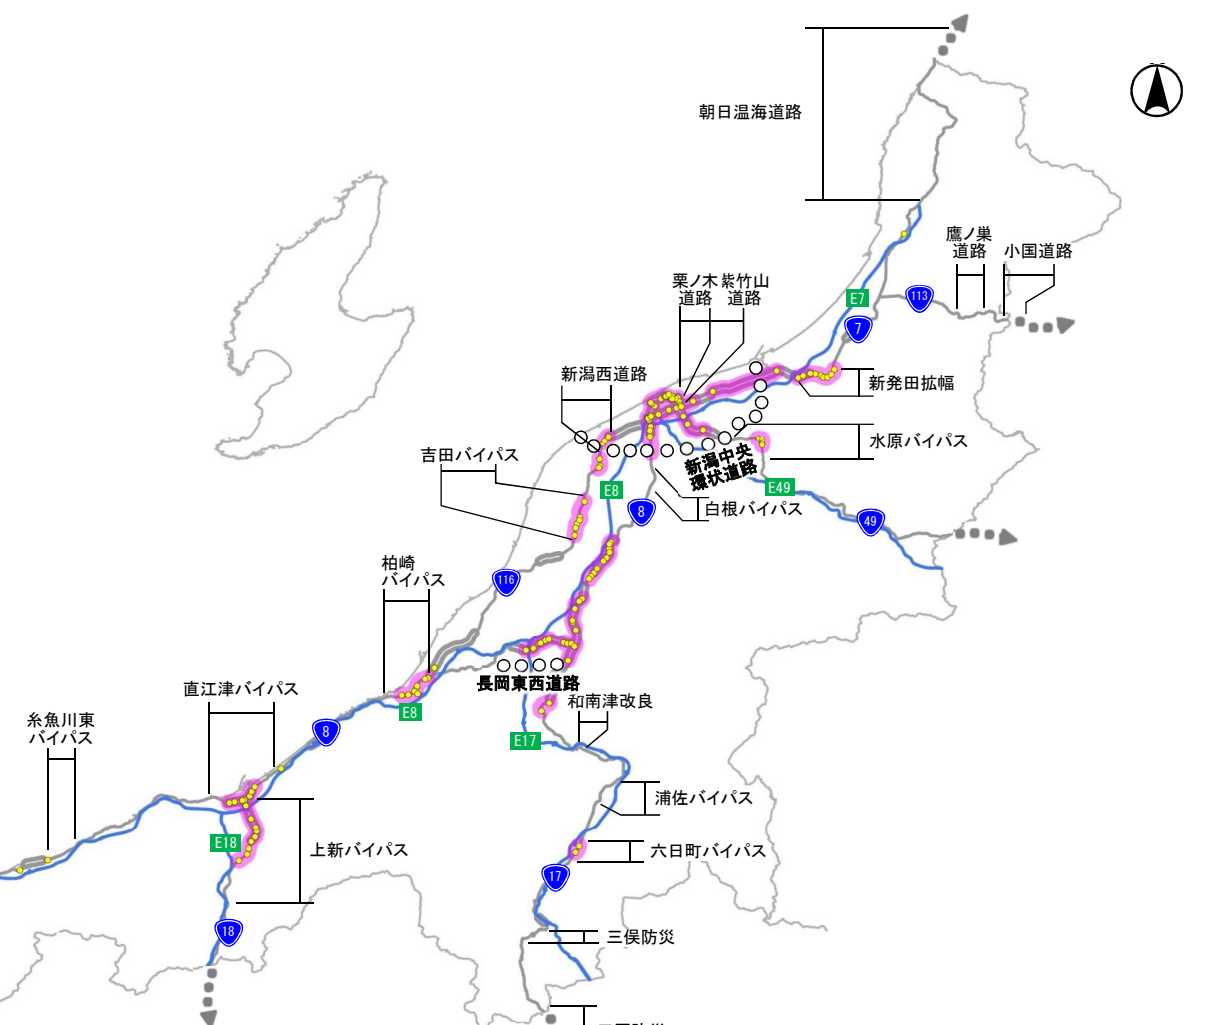 朝日温海道路
鷹ノ巣
道路
小国道路
栗ノ木
道路
紫竹山
道路
E7
113
7
新潟西道路
新発田拡幅
吉田バイパス
水原バイパス
新潟中央
環状道路
E8
E49
8
白根バイパス
49
柏崎
バイパス
116
長岡東西道路
直江津バイパス
和南津改良
糸魚川東
バイパス
E8
8
E17
浦佐バイパス
E18
上新バイパス
六日町バイパス
17
18
三俣防災